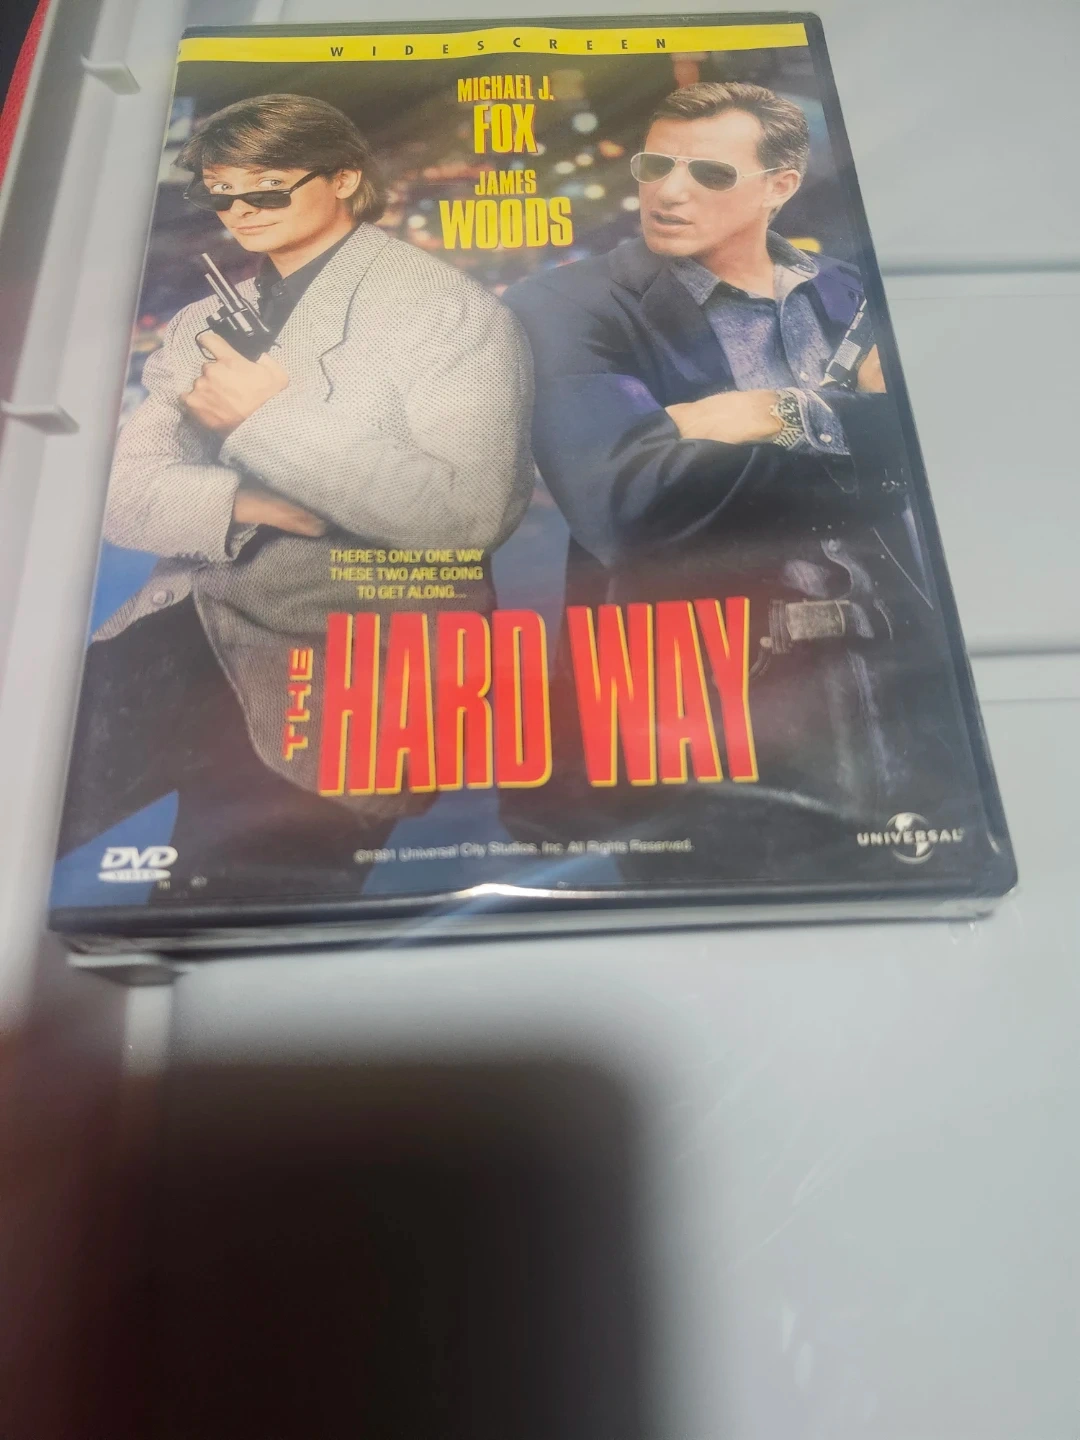 WIDESCREEN
MICHAEL J.
FOX
JAMES
WOODS
THERE'S ONLY ONE WAY
THESE TWO ARE GOING
TO GET ALONG...
THE
HARD WAY
DVD
VIDEO
TM
©1991 Universal City Studios, Inc. All Rights Reserved.
UNIVERSAL